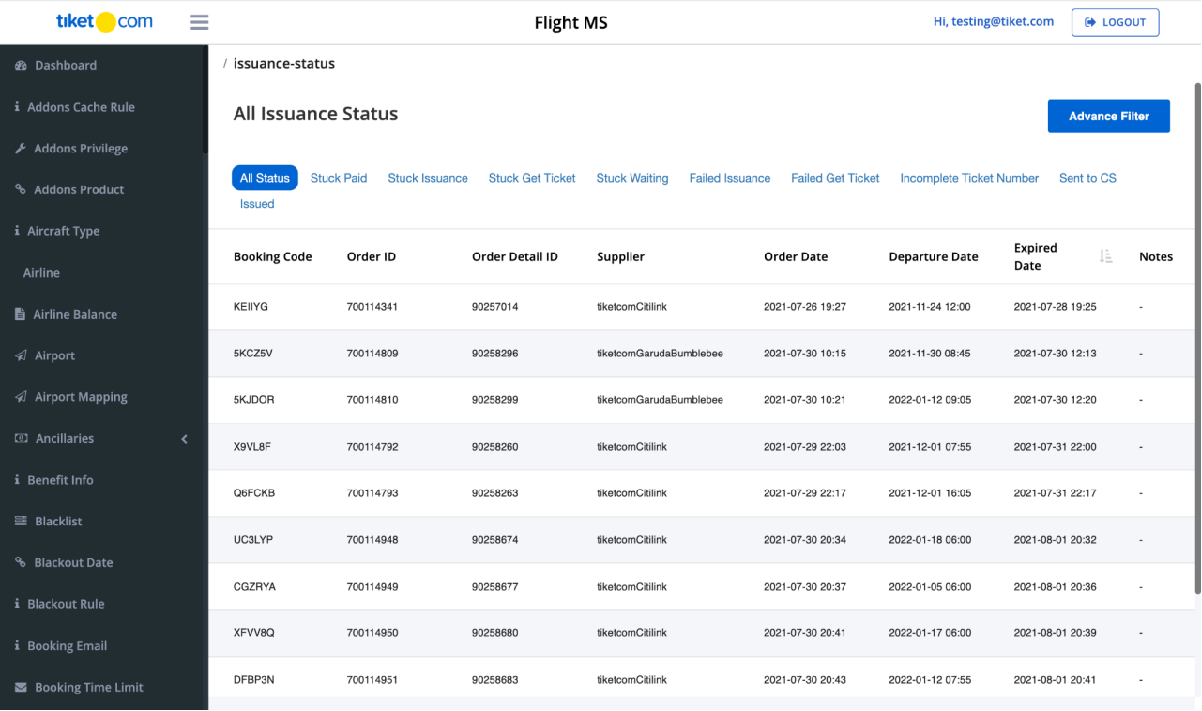 tiket com
Flight MS
Hi, testing@tiket.com
LOGOUT
Dashboard
Addons Cache Rule
Addons Privilege
Addons Product
Aircraft Type
Airline
Airline Balance
Airport
Airport Mapping
Ancillaries
Benefit Info
Blacklist
Blackout Date
Blackout Rule
Booking Email
Booking Time Limit
/ issuance-status
All Issuance Status
Advance Filter
All Status Stuck Paid Stuck Issuance Stuck Get Ticket Stuck Waiting Failed Issuance Failed Get Ticket Incomplete Ticket Number Sent to CS
Issued
Booking Code Order ID Order Detail ID Supplier Order Date Departure Date Expired Date Notes
KEIIYG 700114341 90257014 tiketcomCitilink 2021-07-26 19:27 2021-11-24 12:00 2021-07-28 19:25 -
5KCZ5V 700114809 90258296 tiketcomGarudaBumblebee 2021-07-30 10:15 2021-11-30 08:45 2021-07-30 12:13 -
5KJDOR 700114810 90258299 tiketcomGarudaBumblebee 2021-07-30 10:21 2022-01-12 09:05 2021-07-30 12:20 -
X9VL8F 700114792 90258260 tiketcomCitilink 2021-07-29 22:03 2021-12-01 07:55 2021-07-31 22:00 -
Q6FCKB 700114793 90258263 tiketcomCitilink 2021-07-29 22:17 2021-12-01 16:05 2021-07-31 22:17 -
UC3LYP 700114948 90258674 tiketcomCitilink 2021-07-30 20:34 2022-01-18 06:00 2021-08-01 20:32 -
CGZRYA 700114949 90258677 tiketcomCitilink 2021-07-30 20:37 2022-01-05 06:00 2021-08-01 20:36 -
XFVV8Q 700114950 90258680 tiketcomCitilink 2021-07-30 20:41 2022-01-17 06:00 2021-08-01 20:39 -
DFBP3N 700114951 90258683 tiketcomCitilink 2021-07-30 20:43 2022-01-12 07:55 2021-08-01 20:41 -